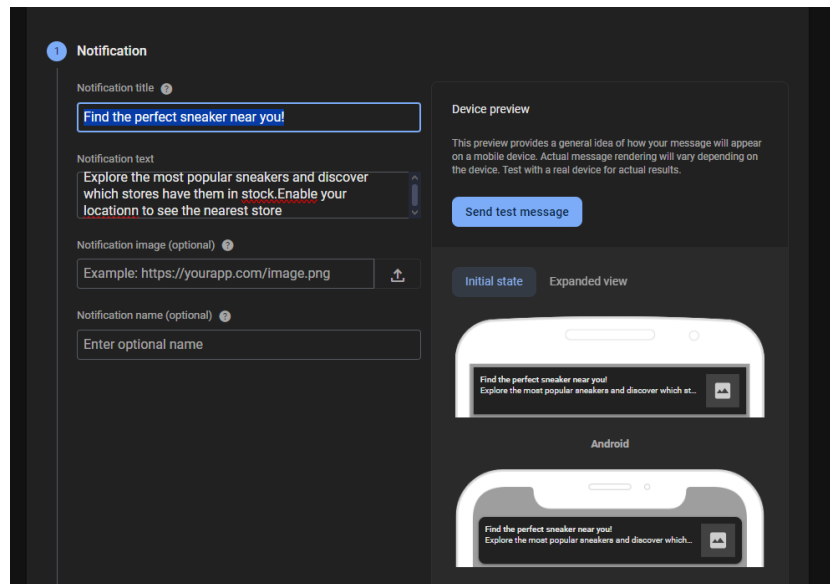 1 Notification
Notification title ?
Find the perfect sneaker near you!
Notification text
Explore the most popular sneakers and discover
which stores have them in stock.Enable your
locationn to see the nearest store
Notification image (optional) ?
Example: https://yourapp.com/image.png
Notification name (optional) ?
Enter optional name
Device preview
This preview provides a general idea of how your message will appear
on a mobile device. Actual message rendering will vary depending on
the device. Test with a real device for actual results.
Send test message
Initial state Expanded view
Find the perfect sneaker near you!
Explore the most popular sneakers and discover which st...
Android
Find the perfect sneaker near you!
Explore the most popular sneakers and discover which...